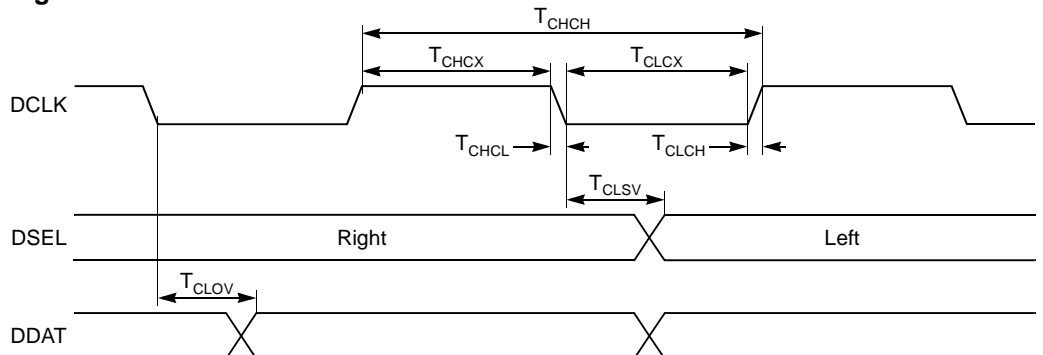 T_CHCH
T_CHCX T_CLCX
DCLK
T_CHCL T_CLCH
T_CLSV
DSEL Right Left
T_CLOV
DDAT